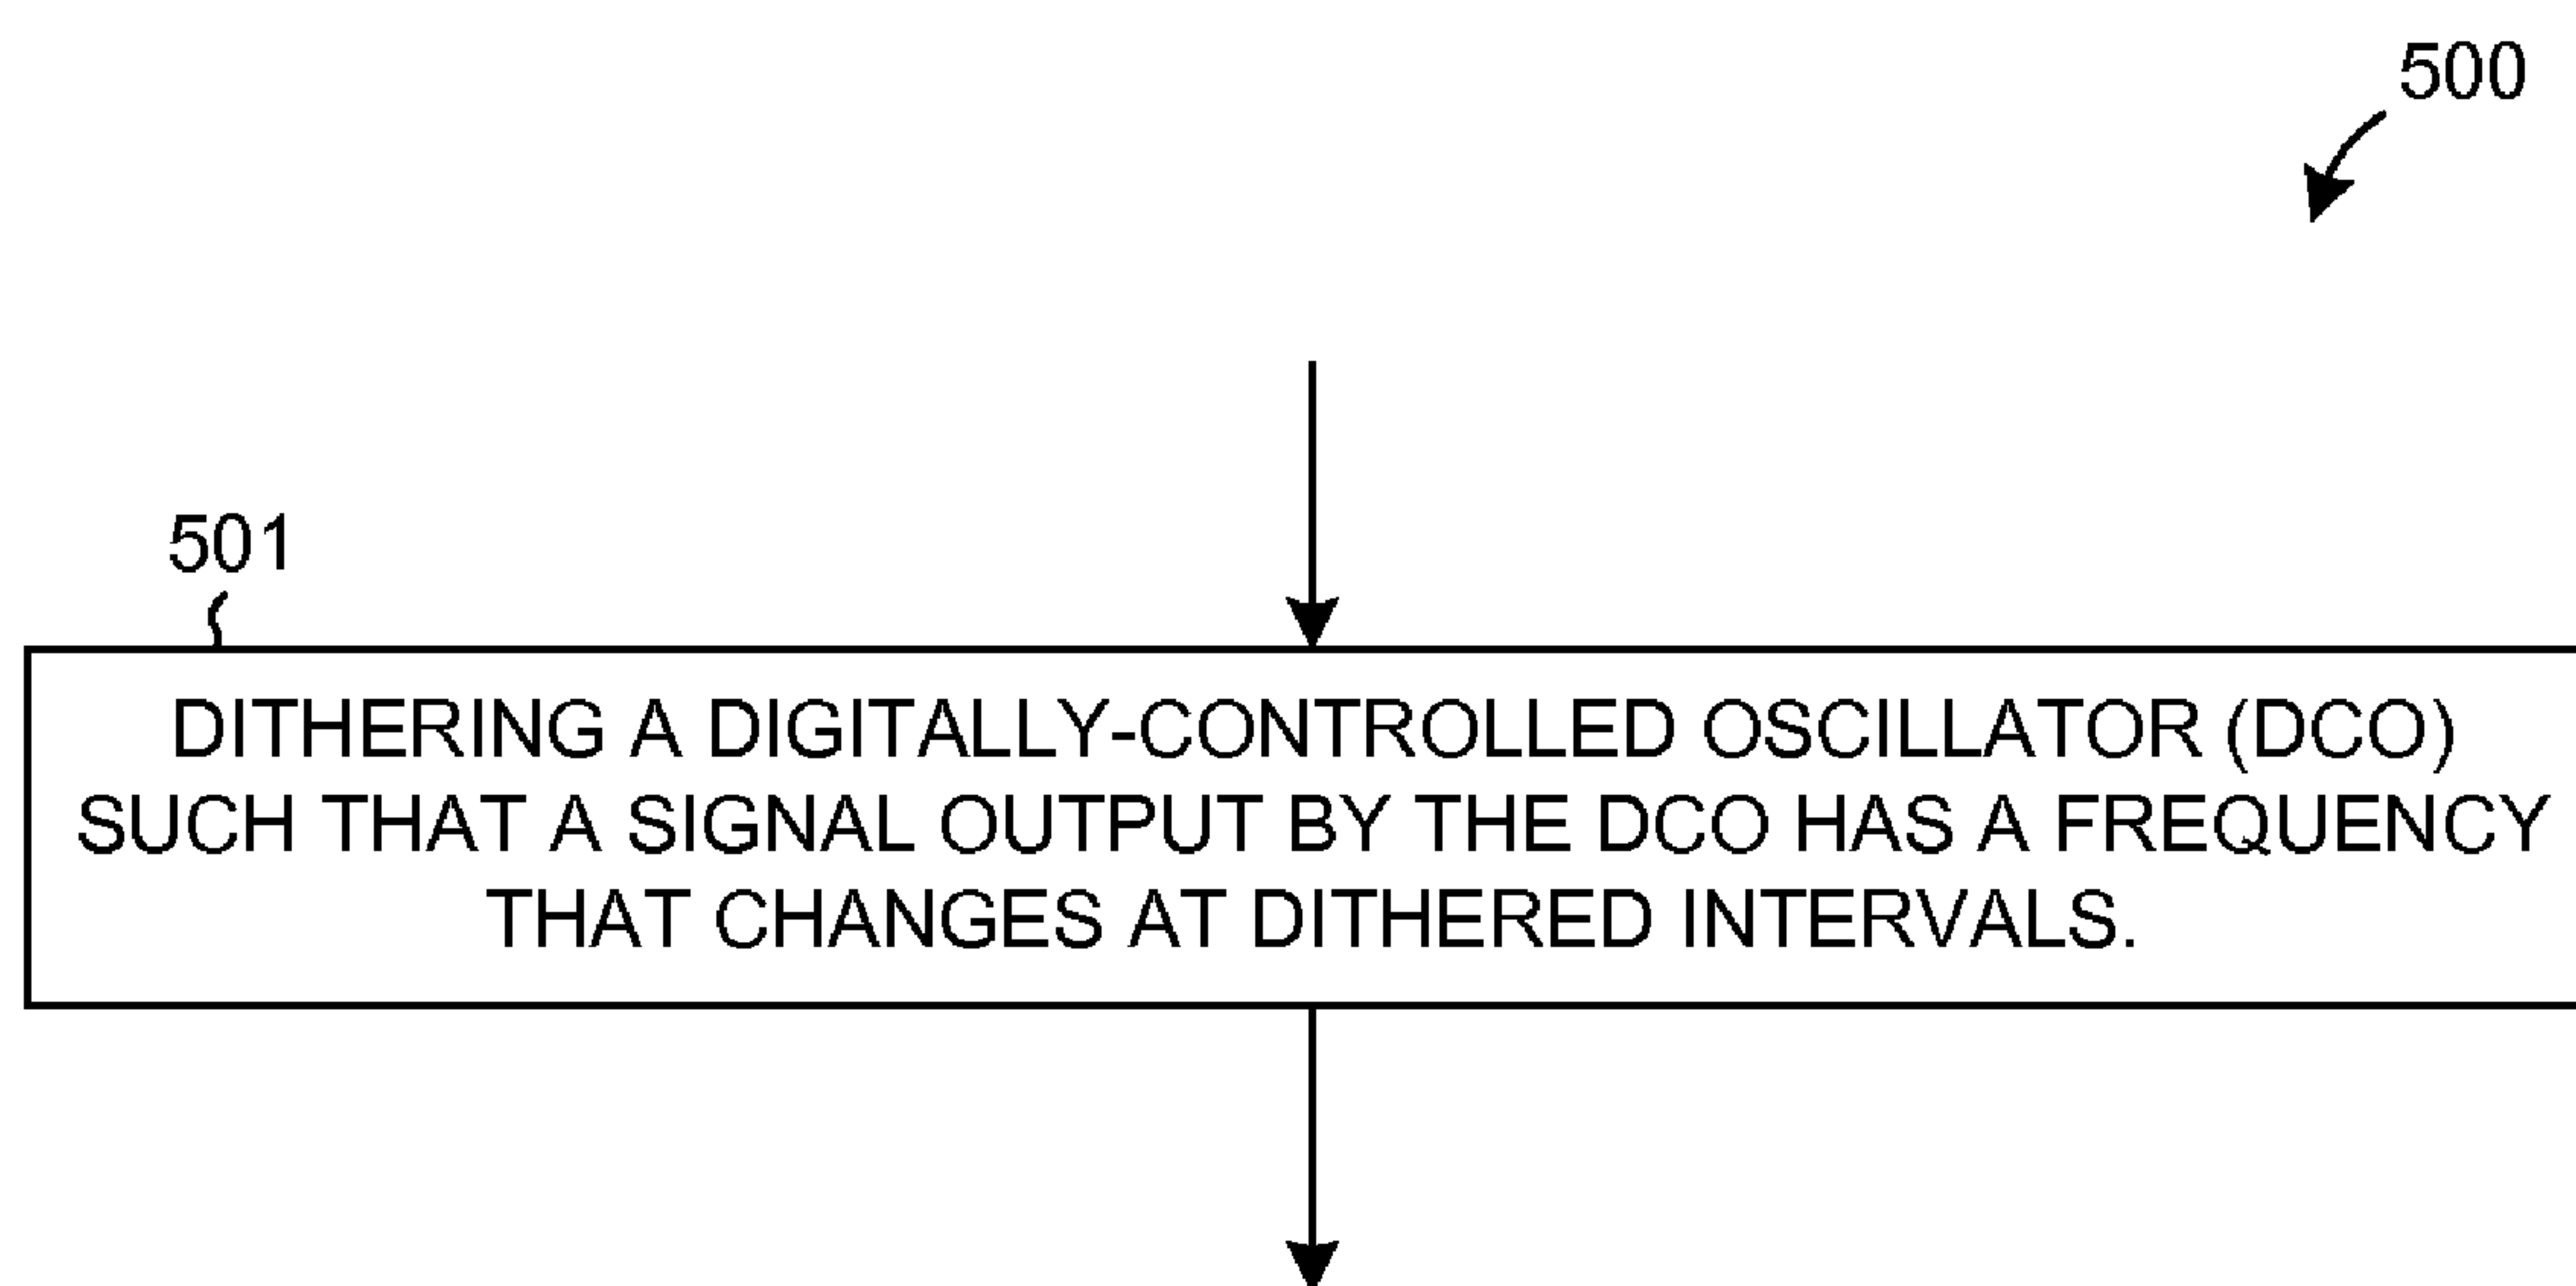 500
501
DITHERING A DIGITALLY-CONTROLLED OSCILLATOR (DCO)
SUCH THAT A SIGNAL OUTPUT BY THE DCO HAS A FREQUENCY
THAT CHANGES AT DITHERED INTERVALS.